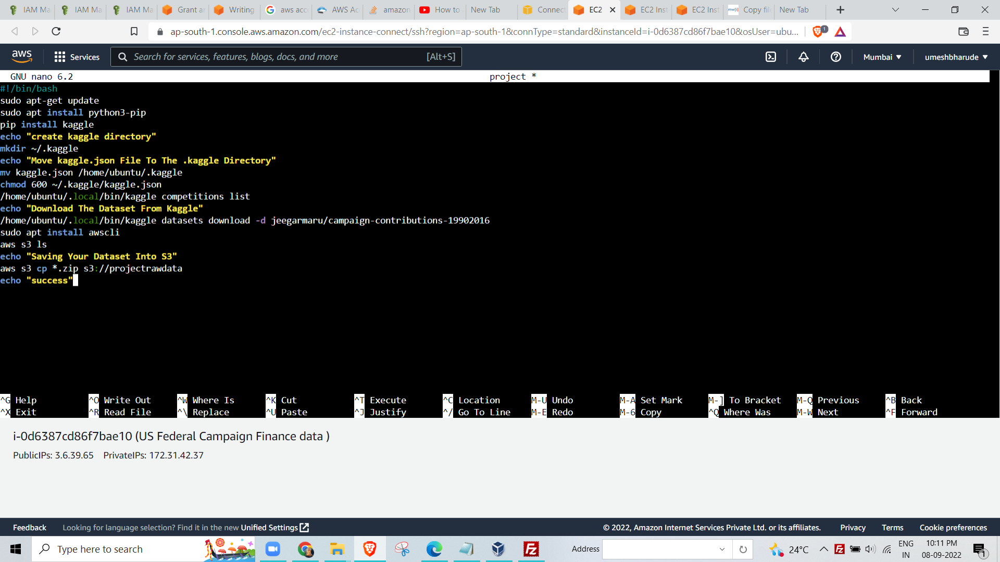 IAM Ma IAM Ma IAM Ma Grant a Writing aws acc AWS Ac amazon How to New Tab Connec EC2 EC2 Inst EC2 Inst Copy fil New Tab
ap-south-1.console.aws.amazon.com/ec2-instance-connect/ssh?region=ap-south-1&connType=standard&instanceId=i-0d6387cd86f7bae10&osUser=ubu... 1
aws Services Search for services, features, blogs, docs, and more [Alt+S] Mumbai umeshbharude
GNU nano 6.2 project *
#!/bin/bash
sudo apt-get update
sudo apt install python3-pip
pip install kaggle
echo "create kaggle directory"
mkdir ~/.kaggle
echo "Move kaggle.json File To The .kaggle Directory"
mv kaggle.json /home/ubuntu/.kaggle
chmod 600 ~/.kaggle/kaggle.json
/home/ubuntu/.local/bin/kaggle competitions list
echo "Download The Dataset From Kaggle"
/home/ubuntu/.local/bin/kaggle datasets download -d jeegarmaru/campaign-contributions-19902016
sudo apt install awscli
aws s3 ls
echo "Saving Your Dataset Into S3"
aws s3 cp *.zip s3://projectrawdata
echo "success"
^G Help ^O Write Out ^W Where Is ^K Cut ^T Execute ^C Location M-U Undo M-A Set Mark M-] To Bracket M-Q Previous ^B Back
^X Exit ^R Read File ^\ Replace ^U Paste ^J Justify ^/ Go To Line M-E Redo M-6 Copy ^Q Where Was M-W Next ^F Forward
i-0d6387cd86f7bae10 (US Federal Campaign Finance data )
PublicIPs: 3.6.39.65 PrivateIPs: 172.31.42.37
Feedback Looking for language selection? Find it in the new Unified Settings © 2022, Amazon Internet Services Private Ltd. or its affiliates. Privacy Terms Cookie preferences
Type here to search Address 24°C ENG IN 10:11 PM 08-09-2022 1